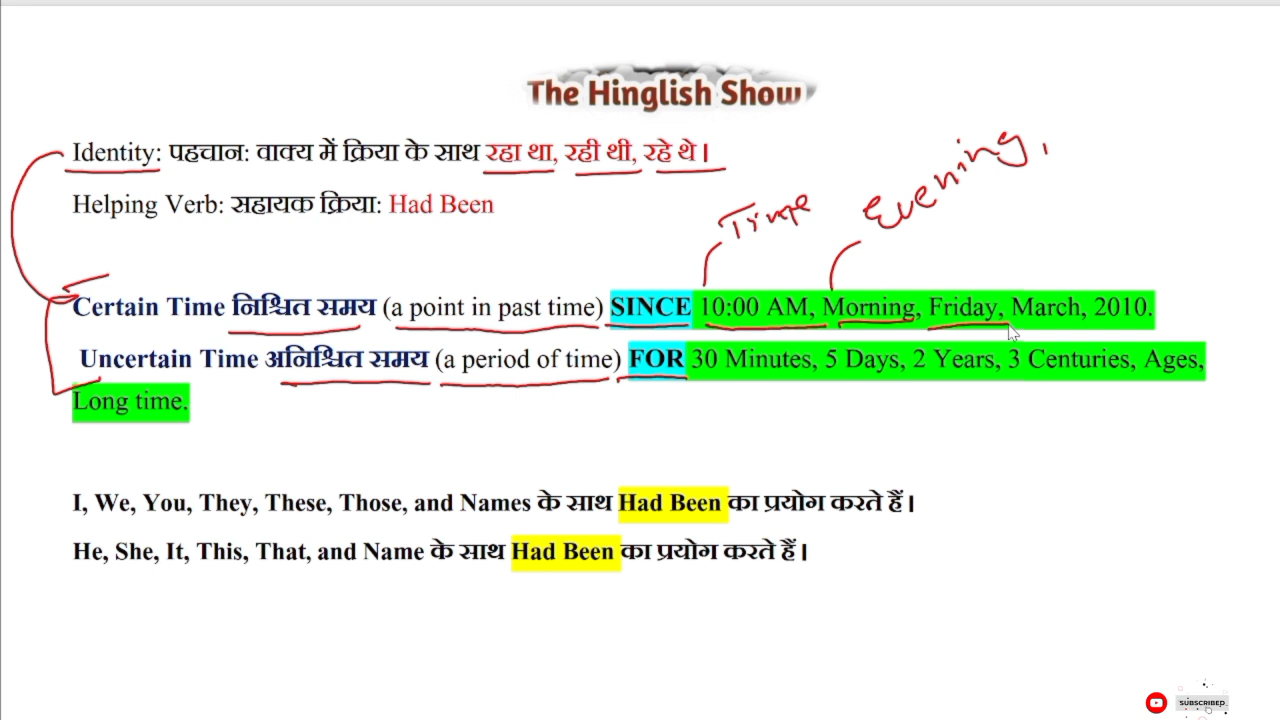 The Hinglish Show
Identity: पहचान: वाक्य में क्रिया के साथ रहा था, रही थी, रहे थे।
Helping Verb: सहायक क्रिया: Had Been
Time Evening,
Certain Time निश्चित समय (a point in past time) SINCE 10:00 AM, Morning, Friday, March, 2010.
Uncertain Time अनिश्चित समय (a period of time) FOR 30 Minutes, 5 Days, 2 Years, 3 Centuries, Ages,
Long time.
I, We, You, They, These, Those, and Names के साथ Had Been का प्रयोग करते हैं।
He, She, It, This, That, and Name के साथ Had Been का प्रयोग करते हैं।
SUBSCRIBED